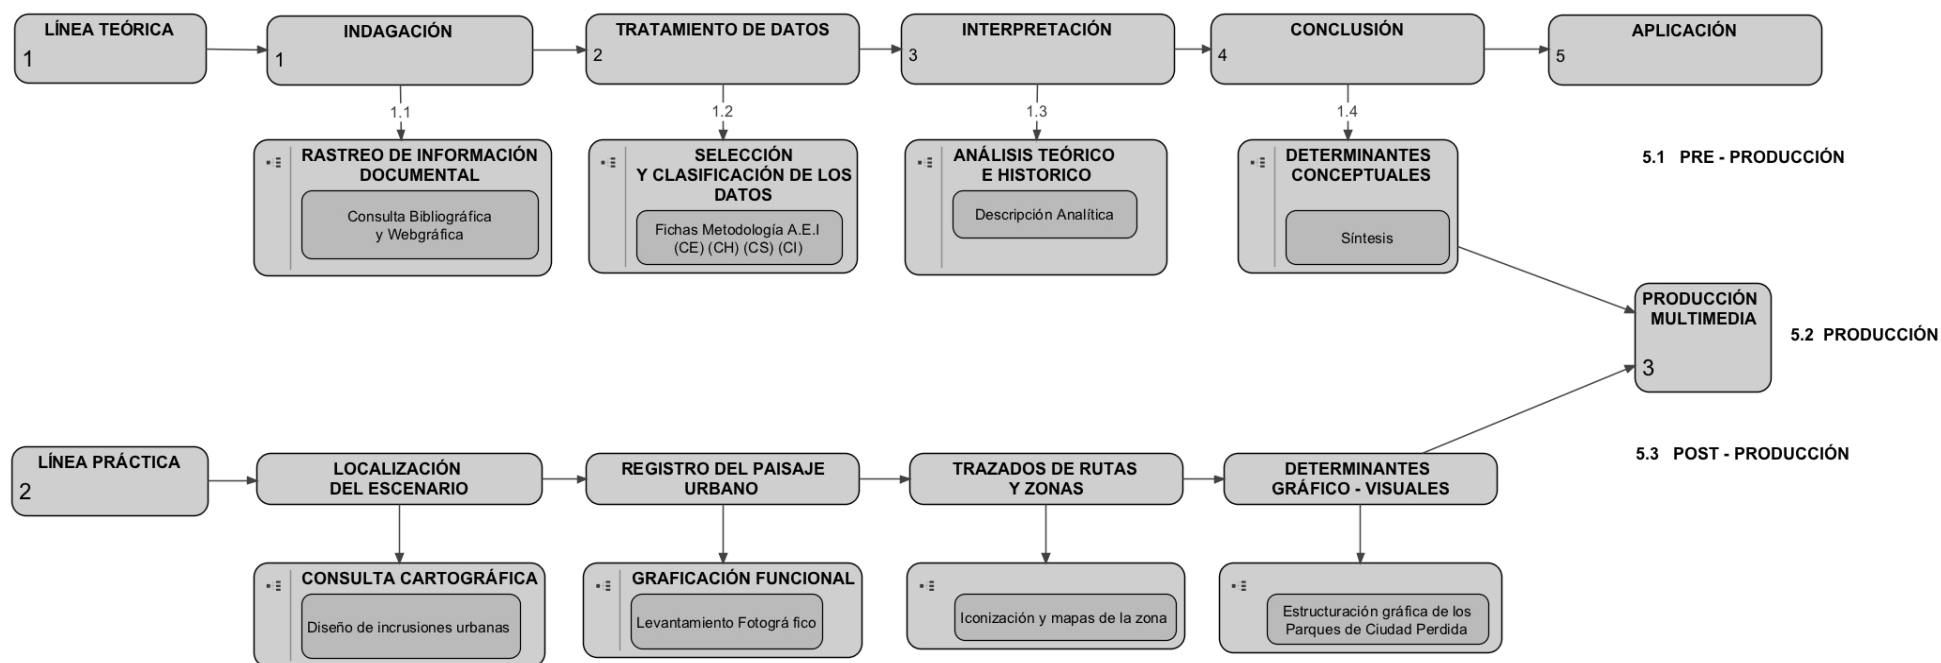 LÍNEA TEÓRICA
1
INDAGACIÓN
1
TRATAMIENTO DE DATOS
2
INTERPRETACIÓN
3
CONCLUSIÓN
4
APLICACIÓN
5
1.1
1.2
1.3
1.4
RASTREO DE INFORMACIÓN
DOCUMENTAL
Consulta Bibliográfica
y Webgráfica
SELECCIÓN
Y CLASIFICACIÓN DE LOS
DATOS
Fichas Metodología A.E.I
(CE) (CH) (CS) (CI)
ANÁLISIS TEÓRICO
E HISTORICO
Descripción Analítica
DETERMINANTES
CONCEPTUALES
Síntesis
5.1 PRE - PRODUCCIÓN
PRODUCCIÓN
MULTIMEDIA
3
5.2 PRODUCCIÓN
5.3 POST - PRODUCCIÓN
LÍNEA PRÁCTICA
2
LOCALIZACIÓN
DEL ESCENARIO
REGISTRO DEL PAISAJE
URBANO
TRAZADOS DE RUTAS
Y ZONAS
DETERMINANTES
GRÁFICO - VISUALES
CONSULTA CARTOGRÁFICA
Diseño de incrusiones urbanas
GRAFICACIÓN FUNCIONAL
Levantamiento Fotográ fico
Iconización y mapas de la zona
Estructuración gráfica de los
Parques de Ciudad Perdida